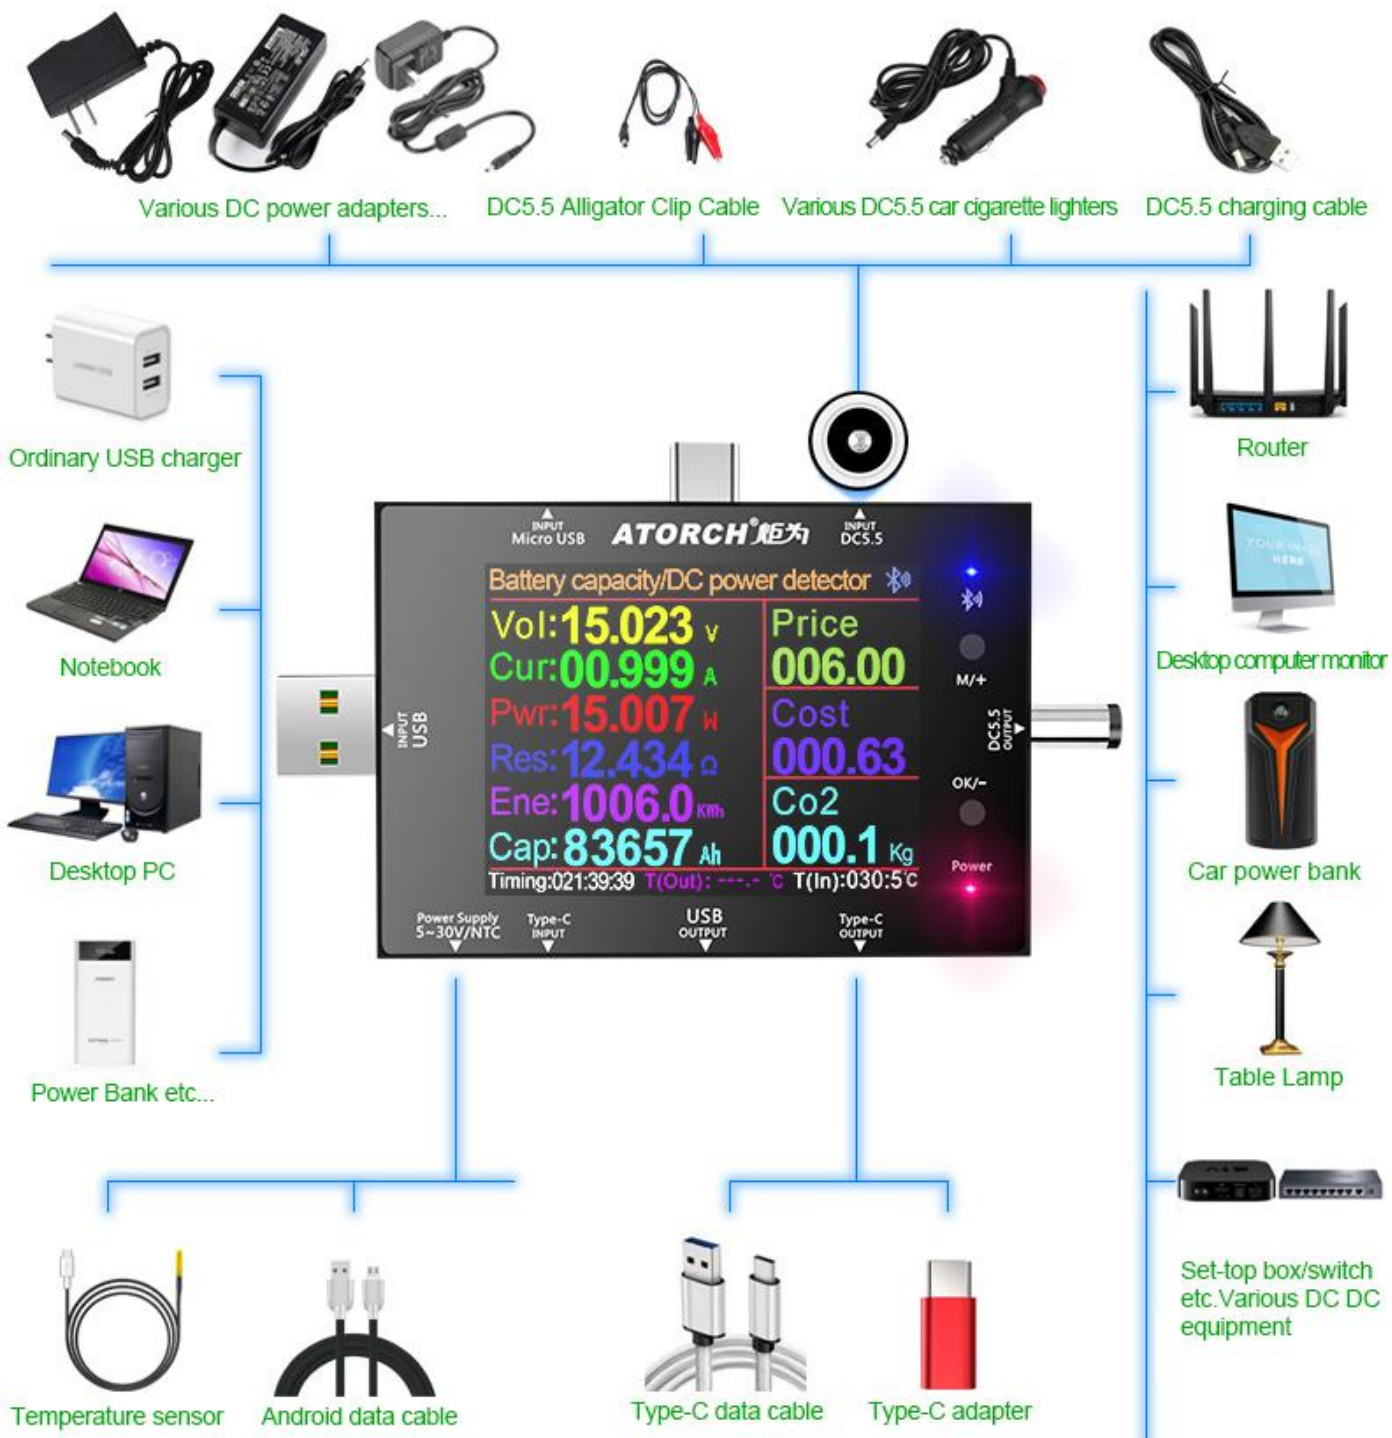 Various DC power adapters...
DC5.5 Alligator Clip Cable
Various DC5.5 car cigarette lighters
DC5.5 charging cable
Ordinary USB charger
Notebook
Desktop PC
Power Bank etc...
INPUT
Micro USB
ATORCH®炬为
INPUT
DC5.5
Battery capacity/DC power detector
Vol:15.023 V
Cur:00.999 A
Pwr:15.007 W
Res:12.434 Ω
Ene:1006.0 KWh
Cap:83657 Ah
Price
006.00
Cost
000.63
Co2
000.1 Kg
Timing:021:39:39 T(Out): ---.- ℃ T(In):030:5℃
M/+
OK/-
Power
INPUT
USB
DC5.5
OUTPUT
Power Supply
5~30V/NTC
Type-C
INPUT
USB
OUTPUT
Type-C
OUTPUT
Router
YOUR IMAGE
HERE
Desktop computer monitor
Car power bank
Table Lamp
Set-top box/switch
etc.Various DC DC
equipment
Temperature sensor
Android data cable
Type-C data cable
Type-C adapter